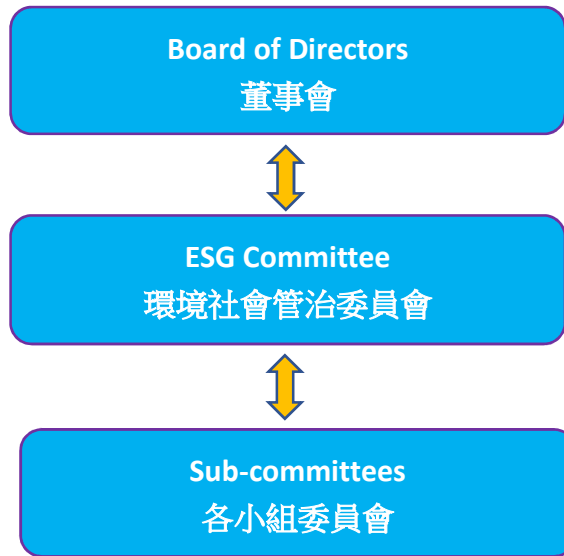 Board of Directors
董事會
ESG Committee
環境社會管治委員會
Sub-committees
各小組委員會